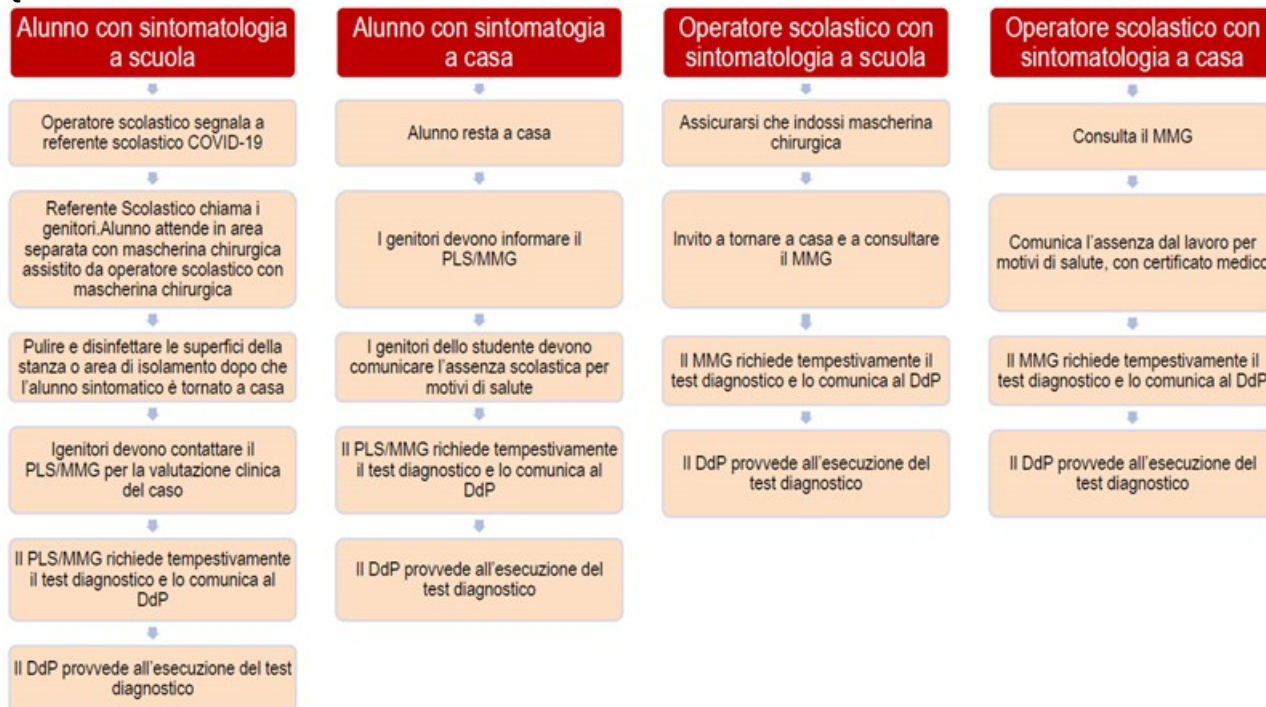 Alunno con sintomatologia
a scuola
Operatore scolastico segnala a
referente scolastico COVID-19
Referente Scolastico chiama i
genitori.Alunno attende in area
separata con mascherina chirurgica
assistito da operatore scolastico con
mascherina chirurgica
Pulire e disinfettare le superfici della
stanza o area di isolamento dopo che
l'alunno sintomatico è tornato a casa
Igenitori devono contattare il
PLS/MMG per la valutazione clinica
del caso
Il PLS/MMG richiede tempestivamente
il test diagnostico e lo comunica al
DdP
Il DdP provvede all'esecuzione del test
diagnostico
Alunno con sintomatogia
a casa
Alunno resta a casa
I genitori devono informare il
PLS/MMG
I genitori dello studente devono
comunicare l'assenza scolastica per
motivi di salute
Il PLS/MMG richiede tempestivamente
il test diagnostico e lo comunica al
DdP
Il DdP provvede all'esecuzione del
test diagnostico
Operatore scolastico con
sintomatologia a scuola
Assicurarsi che indossi mascherina
chirurgica
Invito a tornare a casa e a consultare
il MMG
Il MMG richiede tempestivamente il
test diagnostico e lo comunica al DdP
Il DdP provvede all'esecuzione del
test diagnostico
Operatore scolastico con
sintomatologia a casa
Consulta il MMG
Comunica l'assenza dal lavoro per
motivi di salute, con certificato medico
Il MMG richiede tempestivamente il
test diagnostico e lo comunica al DdP
Il DdP provvede all'esecuzione del
test diagnostico